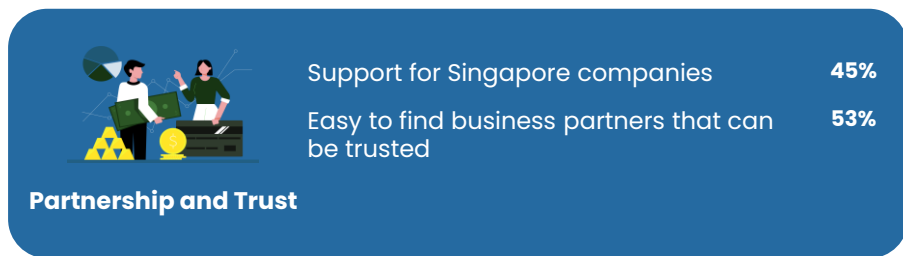 Support for Singapore companies 45%
Easy to find business partners that can 53%
be trusted
Partnership and Trust
$